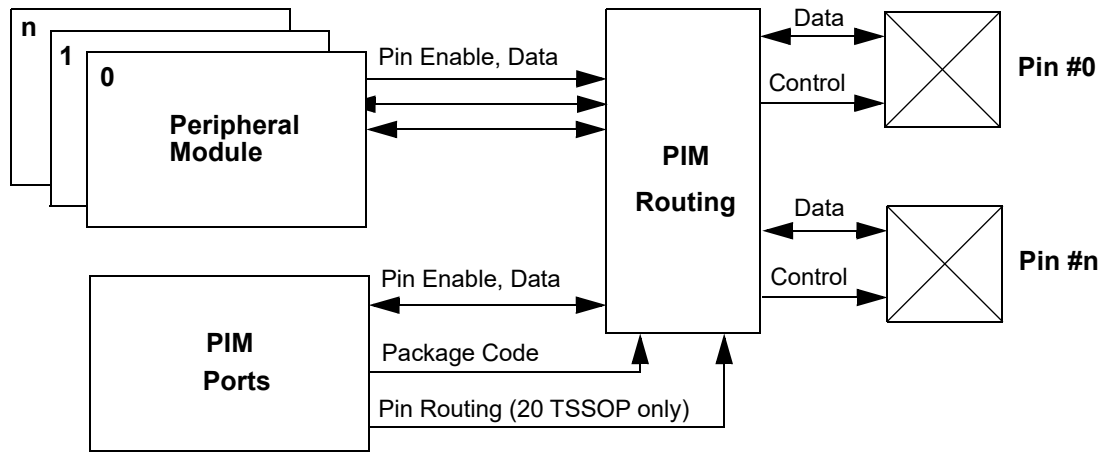 n
1
0
Peripheral
Module
Pin Enable, Data
PIM
Routing
Data
Control
Pin #0
Data
Control
Pin #n
PIM
Ports
Pin Enable, Data
Package Code
Pin Routing (20 TSSOP only)